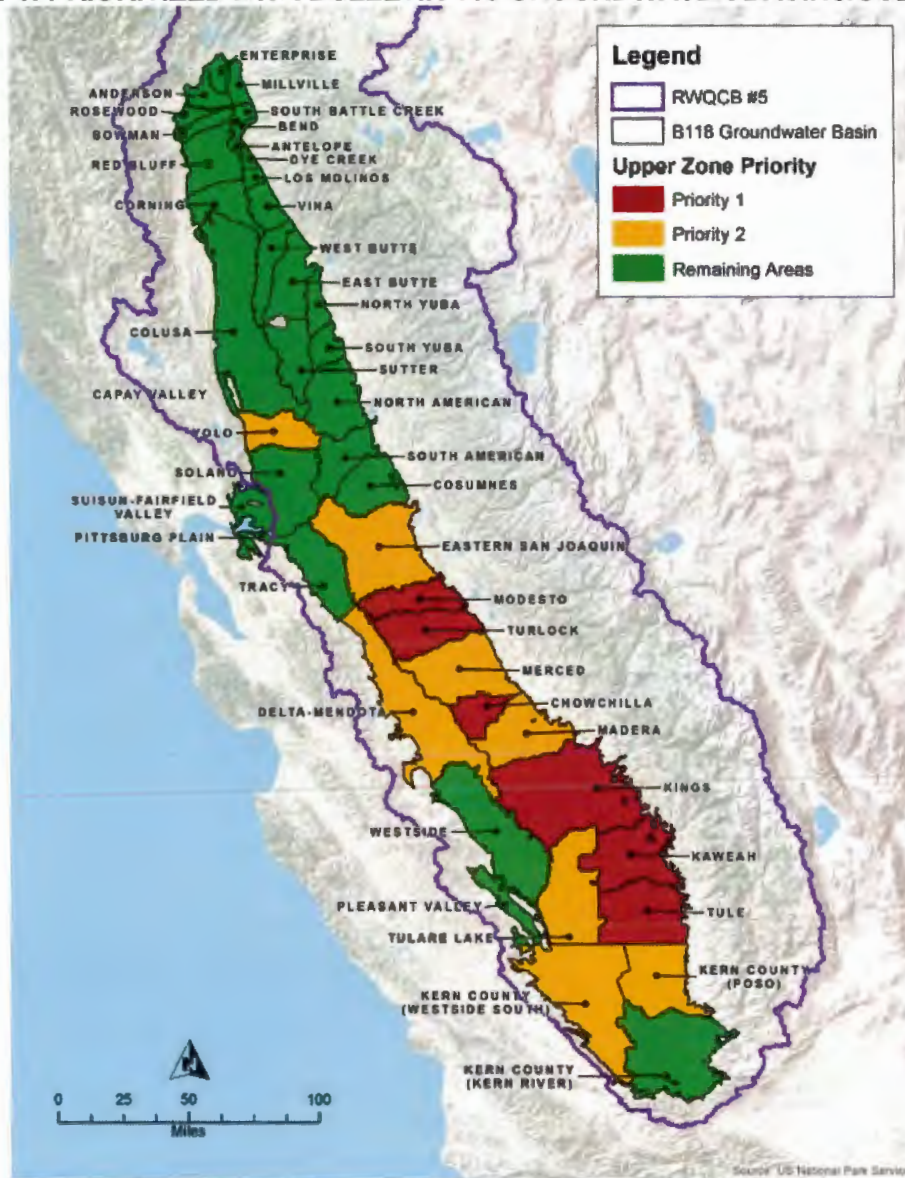 Legend
RWQCB #5
B118 Groundwater Basin
Upper Zone Priority
Priority 1
Priority 2
Remaining Areas
ENTERPRISE
MILLVILLE
ANDERSON
ROSEWOOD
SOUTH BATTLE CREEK
BEND
BOWMAN
ANTELOPE
DYE CREEK
RED BLUFF
LOS MOLINOS
CORNING
VINA
WEST BUTTE
EAST BUTTE
NORTH YUBA
COLUSA
SOUTH YUBA
SUTTER
CAPAY VALLEY
NORTH AMERICAN
YOLO
SOUTH AMERICAN
SOLANO
COSUMNES
SUISUN-FAIRFIELD
VALLEY
PITTSBURG PLAIN
EASTERN SAN JOAQUIN
TRACY
MODESTO
TURLOCK
MERCED
CHOWCHILLA
DELTA-MENDOTA
MADERA
KINGS
WESTSIDE
KAWEAH
PLEASANT VALLEY
TULE
TULARE LAKE
KERN COUNTY
(POSO)
KERN COUNTY
(WESTSIDE SOUTH)
KERN COUNTY
(KERN RIVER)
N
0 20 40 60 80 100
Miles
Source: US National Park Service